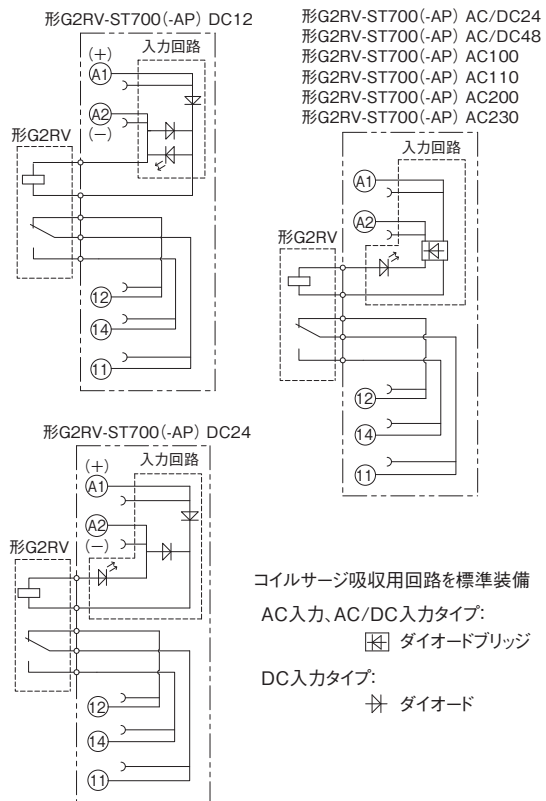 形G2RV-ST700(-AP) DC12
入力回路
(+)
A1
A2
(−)
形G2RV
12
14
11
形G2RV-ST700(-AP) AC/DC24
形G2RV-ST700(-AP) AC/DC48
形G2RV-ST700(-AP) AC100
形G2RV-ST700(-AP) AC110
形G2RV-ST700(-AP) AC200
形G2RV-ST700(-AP) AC230
入力回路
A1
A2
形G2RV
12
14
11
形G2RV-ST700(-AP) DC24
入力回路
(+)
A1
A2
(−)
形G2RV
12
14
11
コイルサージ吸収用回路を標準装備
AC入力、AC/DC入力タイプ:
ダイオードブリッジ
DC入力タイプ:
ダイオード